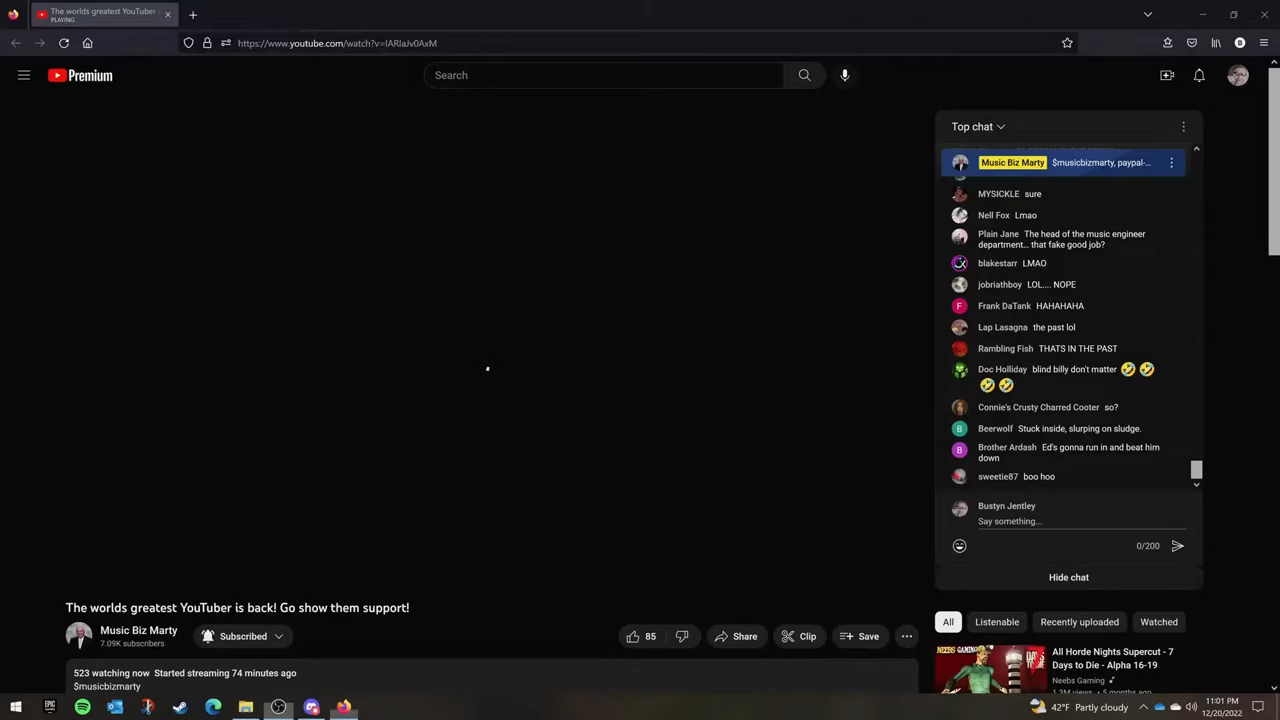 The worlds greatest YouTuber
PLAYING
https://www.youtube.com/watch?v=lARlaJv0AxM
B
Premium
Search
Top chat
Music Biz Marty $musicbizmarty, paypal-...
MYSICKLE sure
Nell Fox Lmao
Plain Jane The head of the music engineer
department... that fake good job?
blakestarr LMAO
jobriathboy LOL.... NOPE
F Frank DaTank HAHAHAHA
Lap Lasagna the past lol
Rambling Fish THATS IN THE PAST
Doc Holliday blind billy don't matter 🤣 🤣
🤣 🤣
Connie's Crusty Charred Cooter so?
B Beerwolf Stuck inside, slurping on sludge.
B Brother Ardash Ed's gonna run in and beat him
down
sweetie87 boo hoo
Bustyn Jentley
Say something...
0/200
Hide chat
The worlds greatest YouTuber is back! Go show them support!
Music Biz Marty
7.09K subscribers
Subscribed
85
Share
Clip
Save
523 watching now Started streaming 74 minutes ago
$musicbizmarty
All
Listenable
Recently uploaded
Watched
All Horde Nights Supercut - 7
Days to Die - Alpha 16-19
Neebs Gaming
1.3M views • 5 months ago
EPIC
42°F Partly cloudy
11:01 PM
12/20/2022